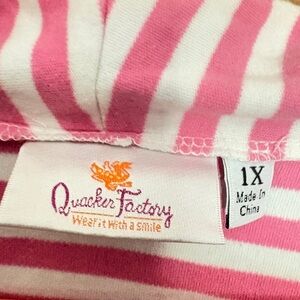 Quacker Factory
Wear it with a smile
1X
Made In
China